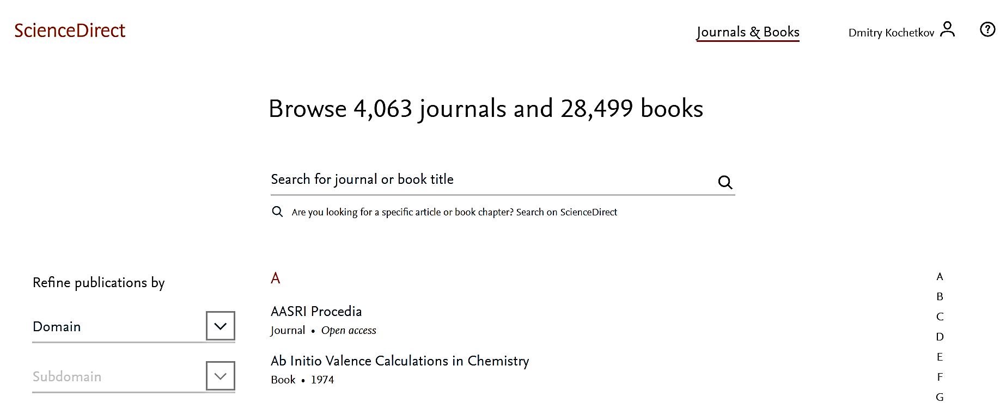 ScienceDirect
Journals & Books
Dmitry Kochetkov
Browse 4,063 journals and 28,499 books
Search for journal or book title
Are you looking for a specific article or book chapter? Search on ScienceDirect
Refine publications by
Domain
Subdomain
A
AASRI Procedia
Journal • Open access
Ab Initio Valence Calculations in Chemistry
Book • 1974
A
B
C
D
E
F
G